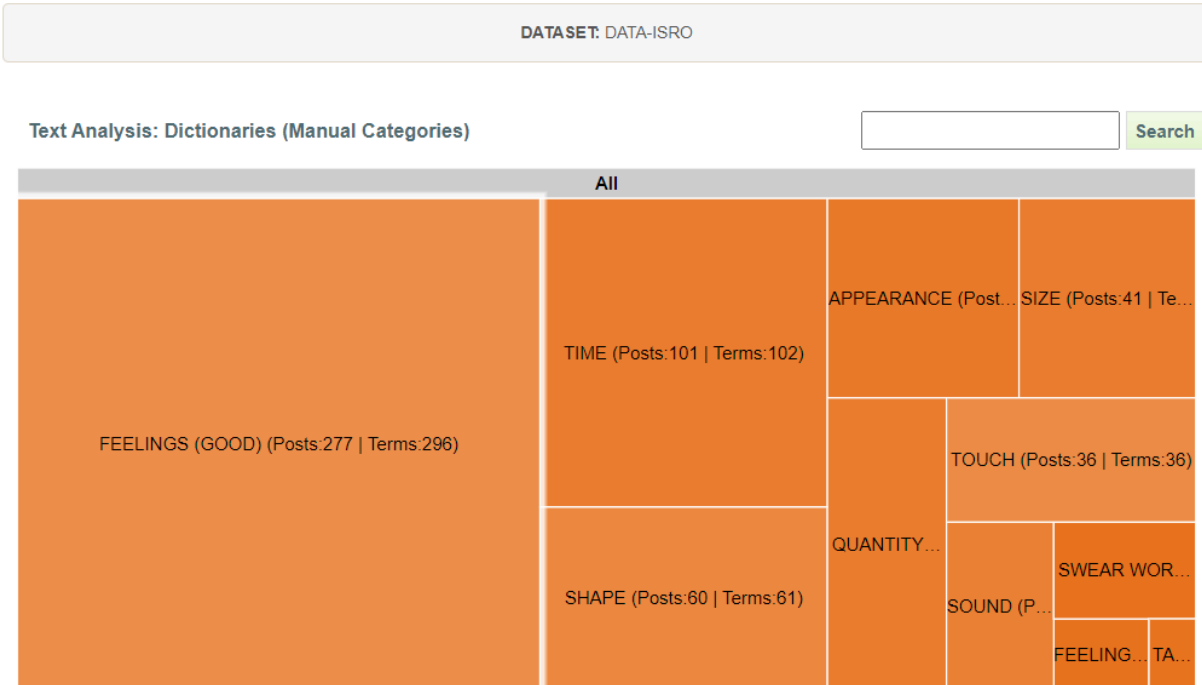 DATASET: DATA-ISRO
Text Analysis: Dictionaries (Manual Categories)
Search
All
FEELINGS (GOOD) (Posts:277 | Terms:296)
TIME (Posts:101 | Terms:102)
SHAPE (Posts:60 | Terms:61)
APPEARANCE (Post...
SIZE (Posts:41 | Te...
QUANTITY...
TOUCH (Posts:36 | Terms:36)
SOUND (P...
SWEAR WOR...
FEELING...
TA...